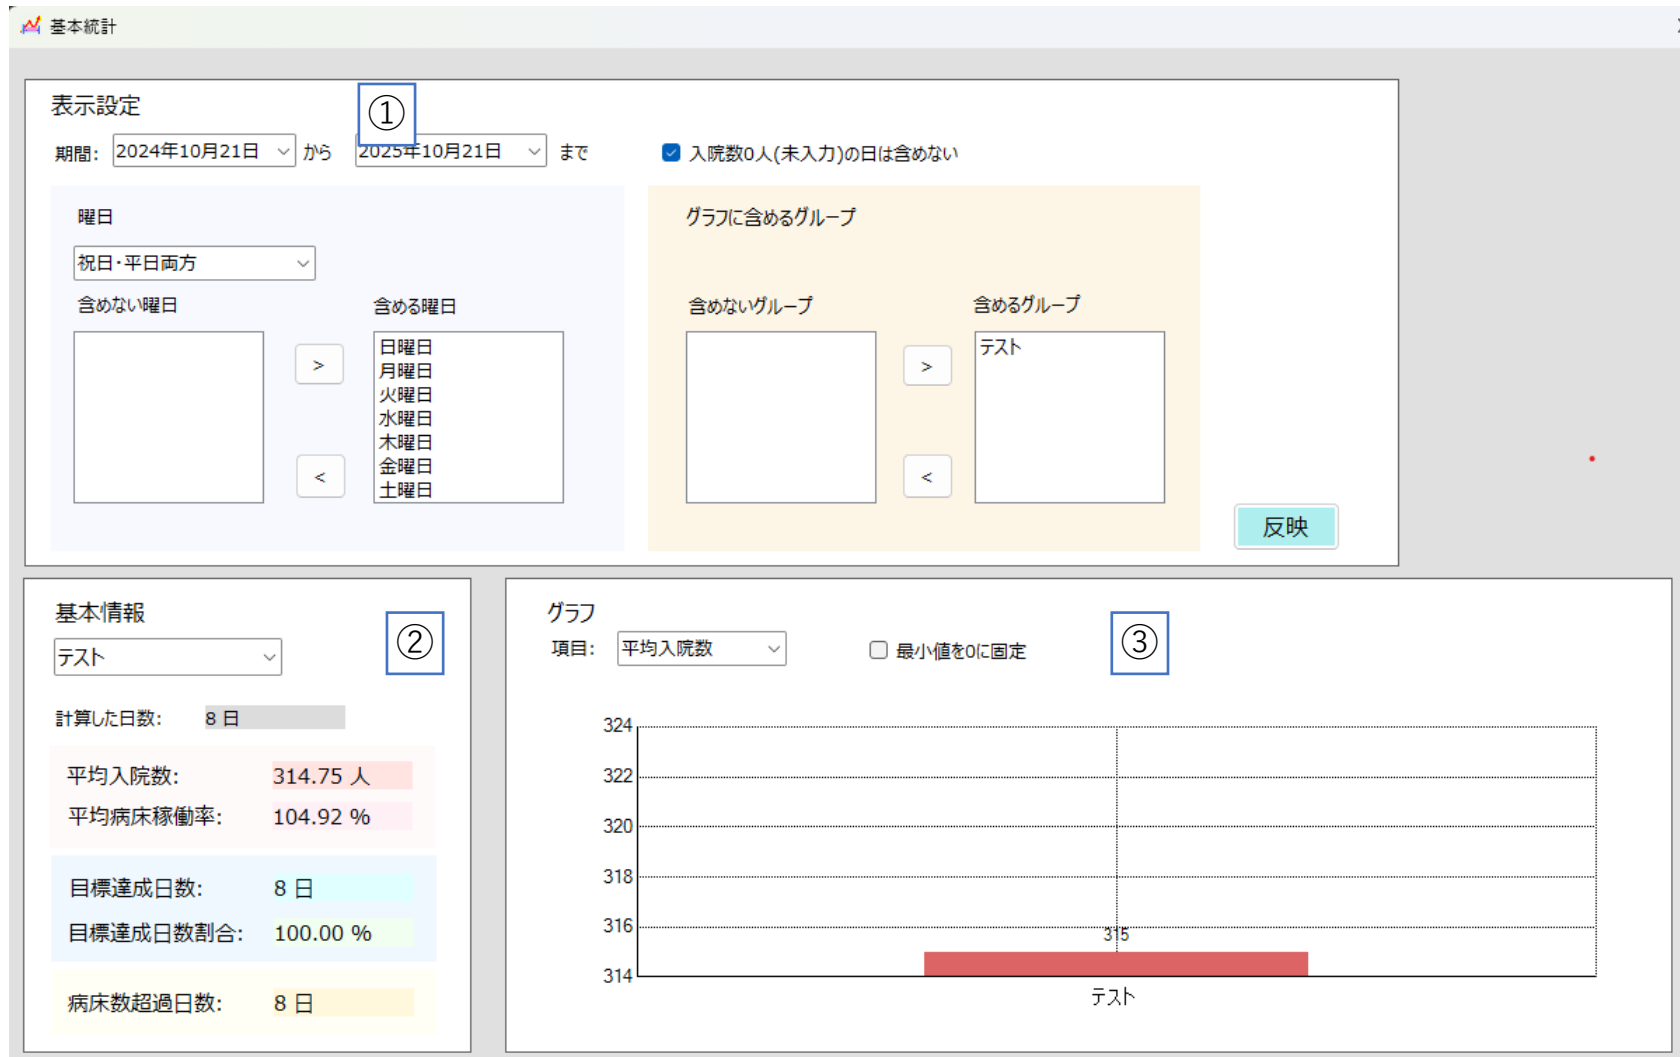 基本統計
表示設定
①
期間: 2024年10月21日 から 2025年10月21日 まで
入院数0人(未入力)の日は含めない
曜日
祝日・平日両方
含めない曜日
含める曜日
>
<
日曜日
月曜日
火曜日
水曜日
木曜日
金曜日
土曜日
グラフに含めるグループ
含めないグループ
含めるグループ
>
<
テスト
反映
基本情報
②
テスト
計算した日数: 8 日
平均入院数: 314.75 人
平均病床稼働率: 104.92 %
目標達成日数: 8 日
目標達成日数割合: 100.00 %
病床数超過日数: 8 日
グラフ
項目: 平均入院数
最小値を0に固定
③
324
322
320
318
316
314
315
テスト